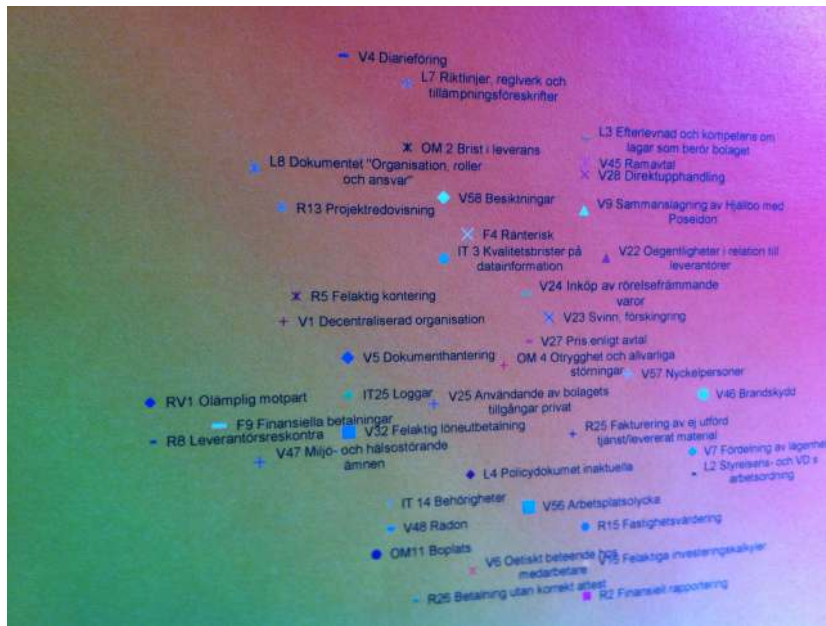 V4 Diarieföring
L7 Riktlinjer, reglverk och
tillämpningsföreskrifter
OM 2 Brist i leverans
L3 Efterlevnad och kompetens om
lagar som berör bolaget
L8 Dokumentet "Organisation, roller
och ansvar"
V45 Ramavtal
V28 Direktupphandling
V58 Besiktningar
R13 Projektredovisning
V9 Sammanslagning av Hjällbo med
Poseidon
F4 Ränterisk
IT 3 Kvalitetsbrister på
datainformation
V22 Oegentligheter i relation till
leverantörer
V24 Inköp av rörelsefrämmande
varor
R5 Felaktig kontering
V1 Decentraliserad organisation
V23 Svinn, förskingring
V27 Pris enligt avtal
V5 Dokumenthantering
OM 4 Otrygghet och allvarliga
störningar
V57 Nyckelpersoner
RV1 Olämplig motpart
IT25 Loggar
V25 Användande av bolagets
tillgångar privat
V46 Brandskydd
F9 Finansiella betalningar
R8 Leverantörsreskontra
V32 Felaktig löneutbetalning
R25 Fakturering av ej utförd
tjänst/levererat material
V47 Miljö- och hälsostörande
ämnen
V7 Fördelning av lägenhet
L2 Styrelsens- och VD:s
arbetsordning
L4 Policydokumet inaktuella
IT 14 Behörigheter
V56 Arbetsplatsolycka
V48 Radon
R15 Fastighetsvärdering
OM11 Boplats
V6 Oetiskt beteende hos
medarbetare
Felaktiga investeringskalkyler
R26 Betalning utan korrekt attest
R2 Finansiell rapportering